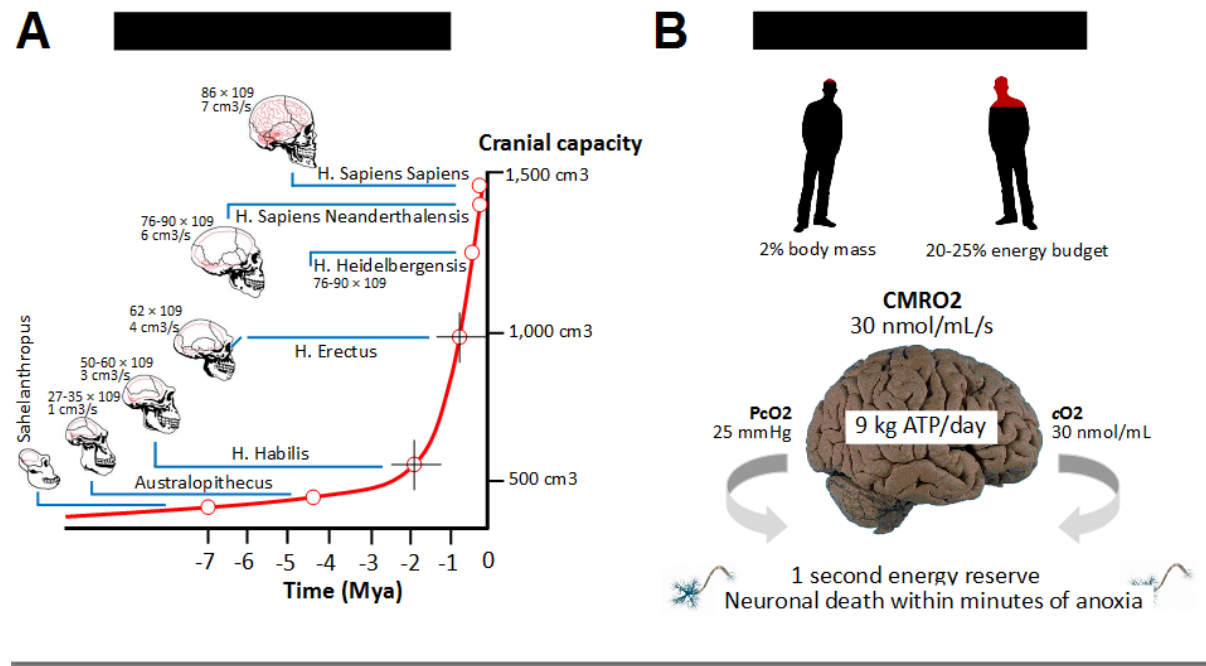 A
86 × 109
7 cm3/s
Cranial capacity
1,500 cm3
H. Sapiens Sapiens
H. Sapiens Neanderthalensis
76-90 × 109
6 cm3/s
H. Heidelbergensis
76-90 × 109
62 × 109
4 cm3/s
1,000 cm3
H. Erectus
50-60 × 109
3 cm3/s
27-35 × 109
1 cm3/s
Sahelanthropus
H. Habilis
Australopithecus
500 cm3
-7 -6 -5 -4 -3 -2 -1 0
Time (Mya)
B
2% body mass
20-25% energy budget
CMRO2
30 nmol/mL/s
PcO2
25 mmHg
9 kg ATP/day
cO2
30 nmol/mL
1 second energy reserve
Neuronal death within minutes of anoxia